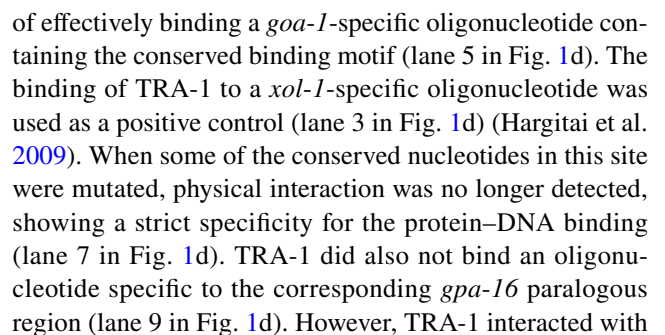 of effectively binding a goa-1-specific oligonucleotide con-
taining the conserved binding motif (lane 5 in Fig. 1d). The
binding of TRA-1 to a xol-1-specific oligonucleotide was
used as a positive control (lane 3 in Fig. 1d) (Hargitai et al.
2009). When some of the conserved nucleotides in this site
were mutated, physical interaction was no longer detected,
showing a strict specificity for the protein–DNA binding
(lane 7 in Fig. 1d). TRA-1 did also not bind an oligonu-
cleotide specific to the corresponding gpa-16 paralogous
region (lane 9 in Fig. 1d). However, TRA-1 interacted with